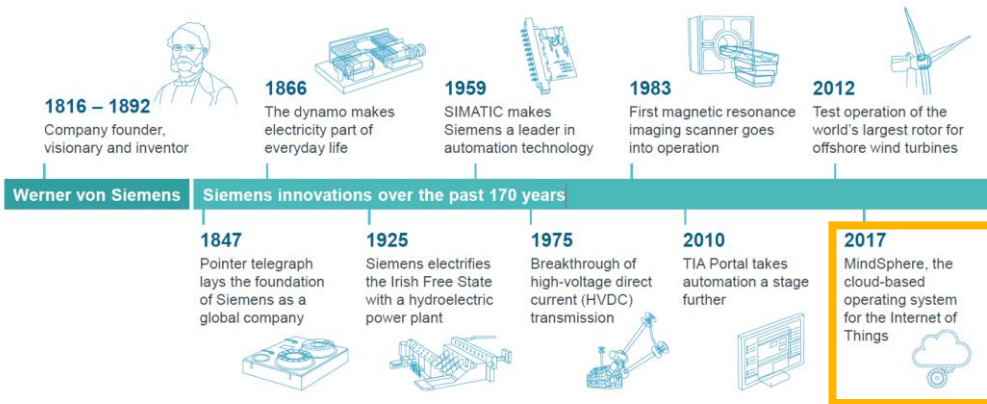 1816 – 1892
Company founder,
visionary and inventor
1866
The dynamo makes
electricity part of
everyday life
1959
SIMATIC makes
Siemens a leader in
automation technology
1983
First magnetic resonance
imaging scanner goes
into operation
2012
Test operation of the
world's largest rotor for
offshore wind turbines
Werner von Siemens
Siemens innovations over the past 170 years
1847
Pointer telegraph
lays the foundation
of Siemens as a
global company
1925
Siemens electrifies
the Irish Free State
with a hydroelectric
power plant
1975
Breakthrough of
high-voltage direct
current (HVDC)
transmission
2010
TIA Portal takes
automation a stage
further
2017
MindSphere, the
cloud-based
operating system
for the Internet of
Things